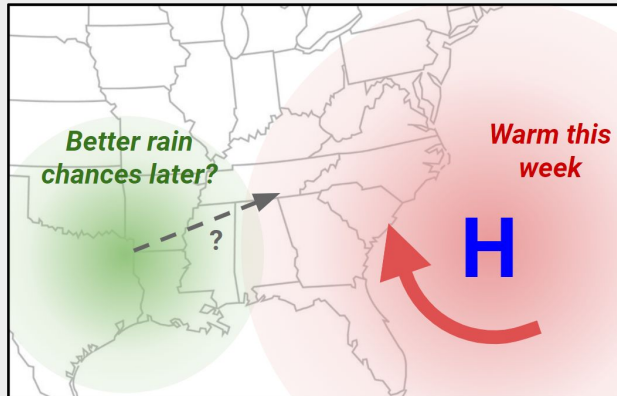 Better rain
chances later?
Warm this
week
H
?